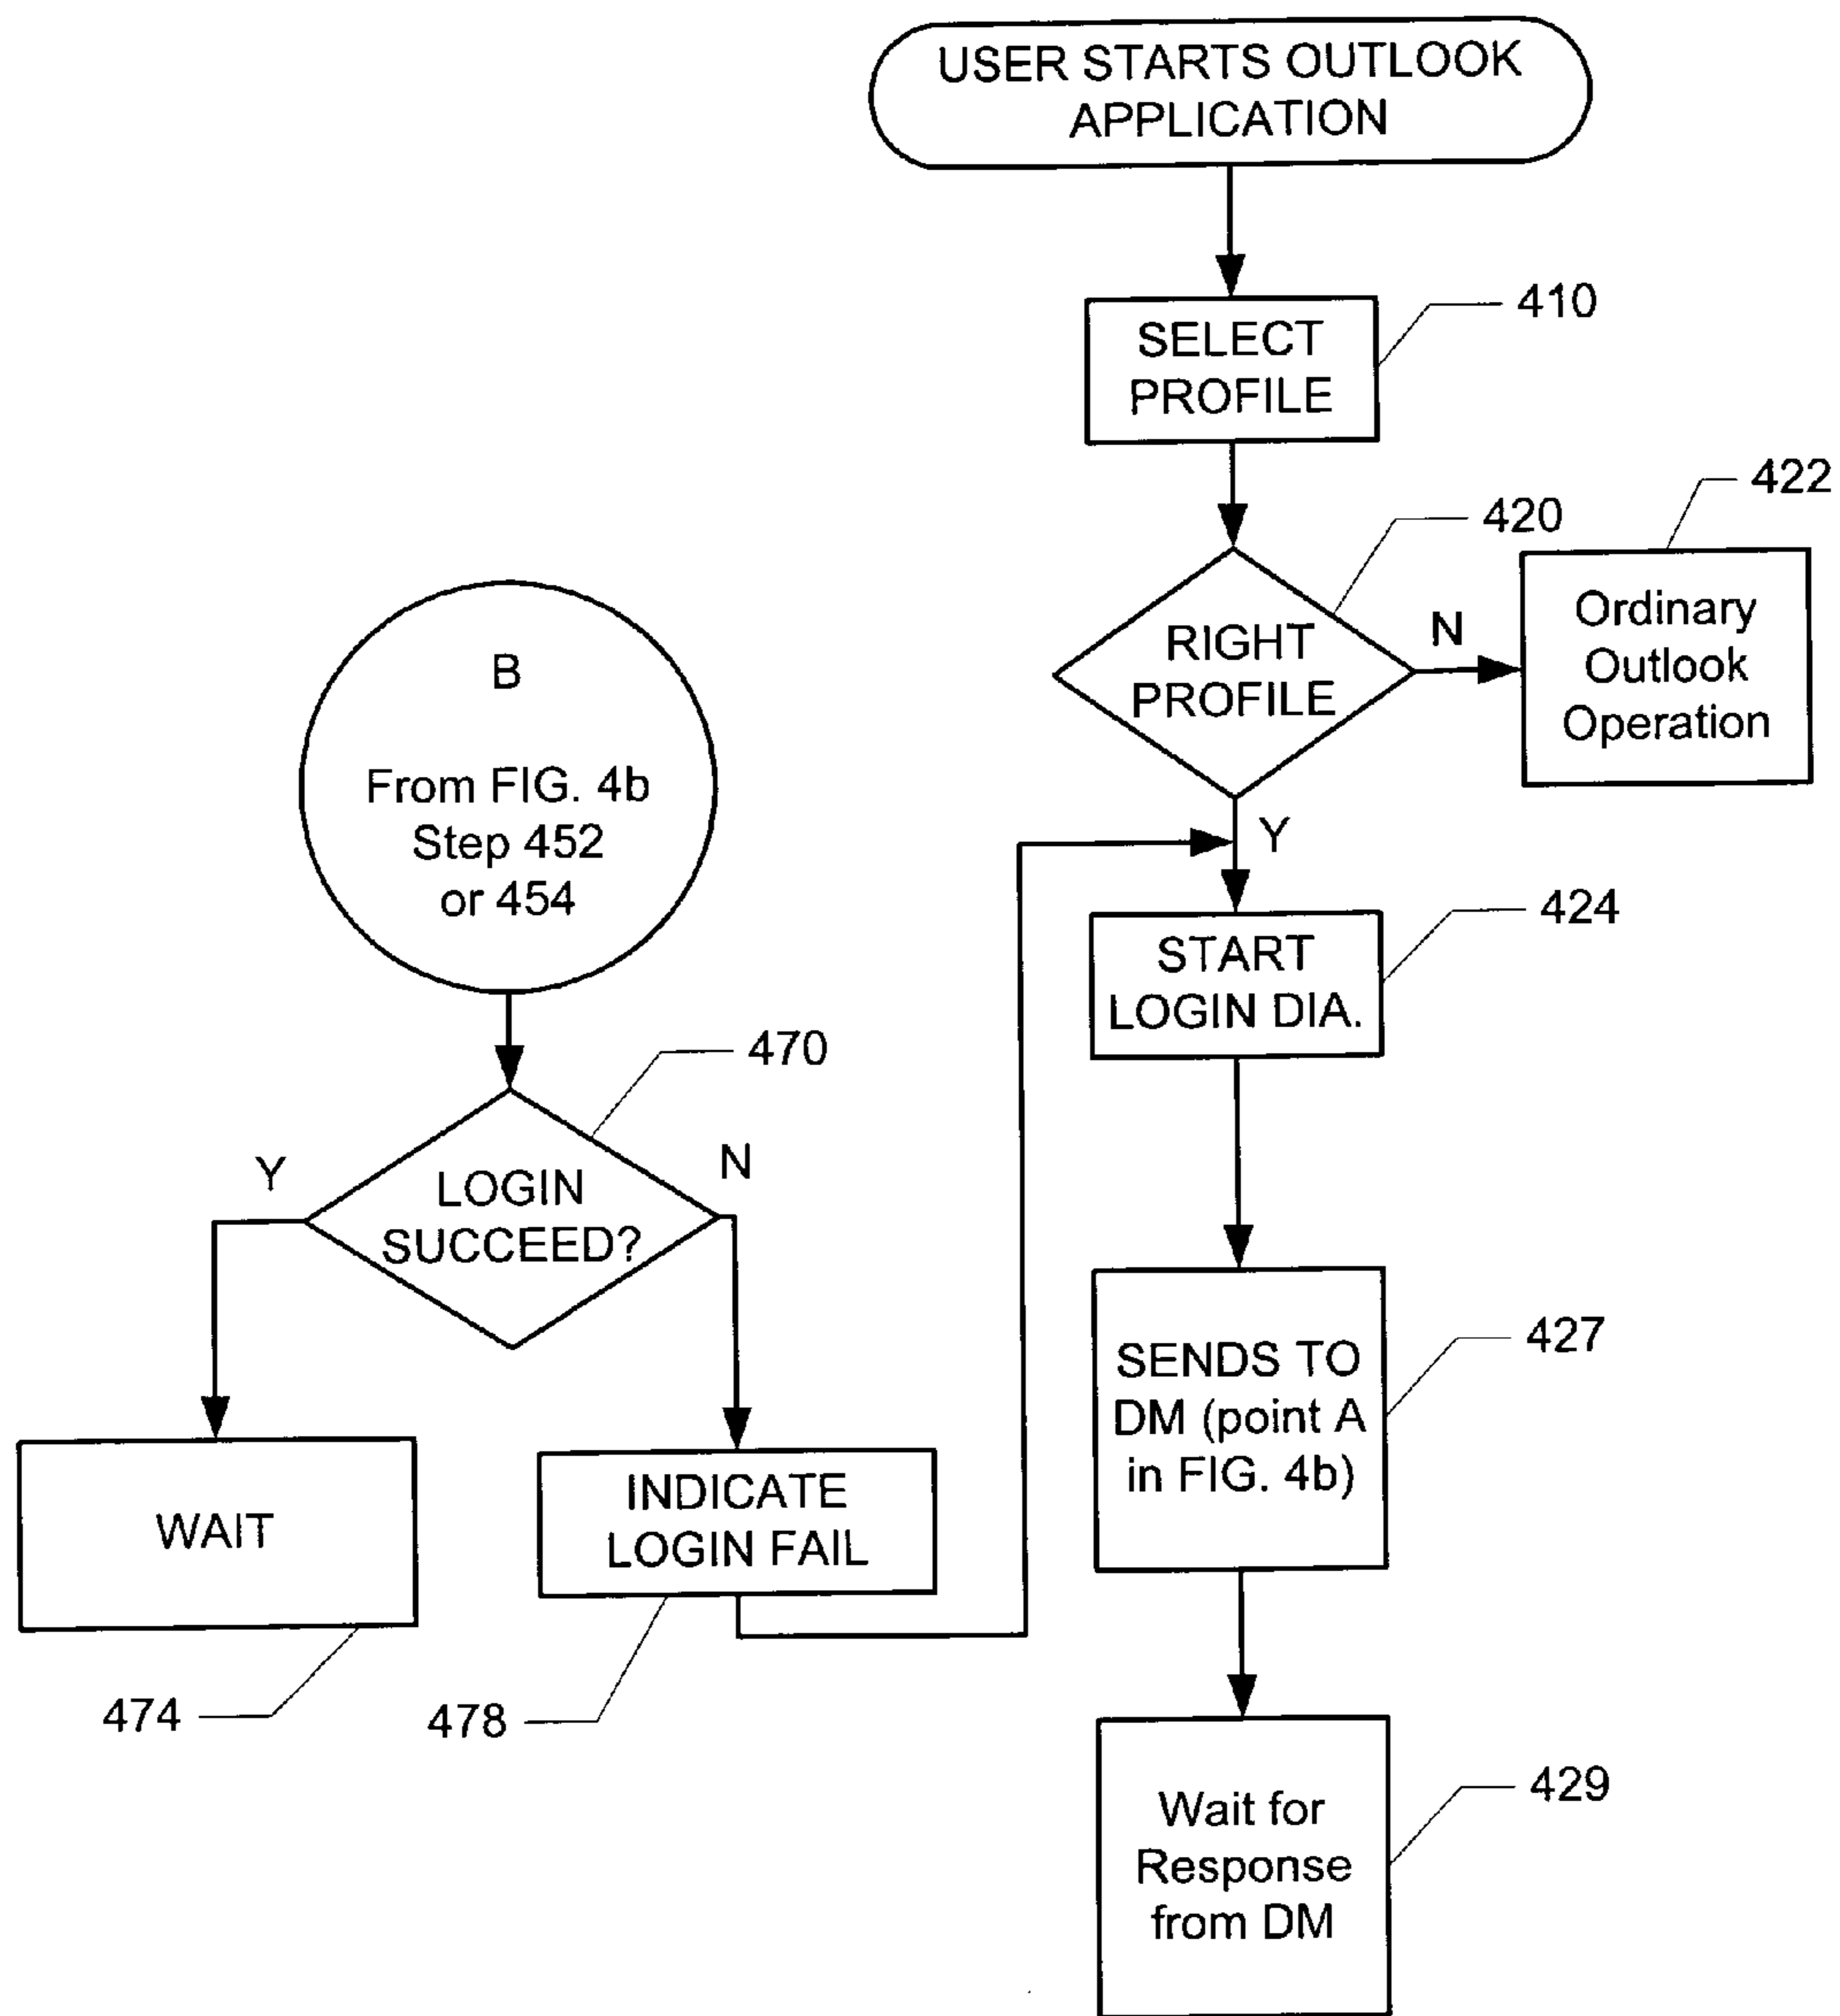 USER STARTS OUTLOOK
APPLICATION
410
SELECT
PROFILE
422
420
Ordinary
Outlook
Operation
RIGHT
PROFILE
N
Y
B
From FIG. 4b
Step 452
or 454
424
START
LOGIN DIA.
470
Y
N
LOGIN
SUCCEED?
427
SENDS TO
DM (point A
in FIG. 4b)
WAIT
INDICATE
LOGIN FAIL
474
478
429
Wait for
Response
from DM